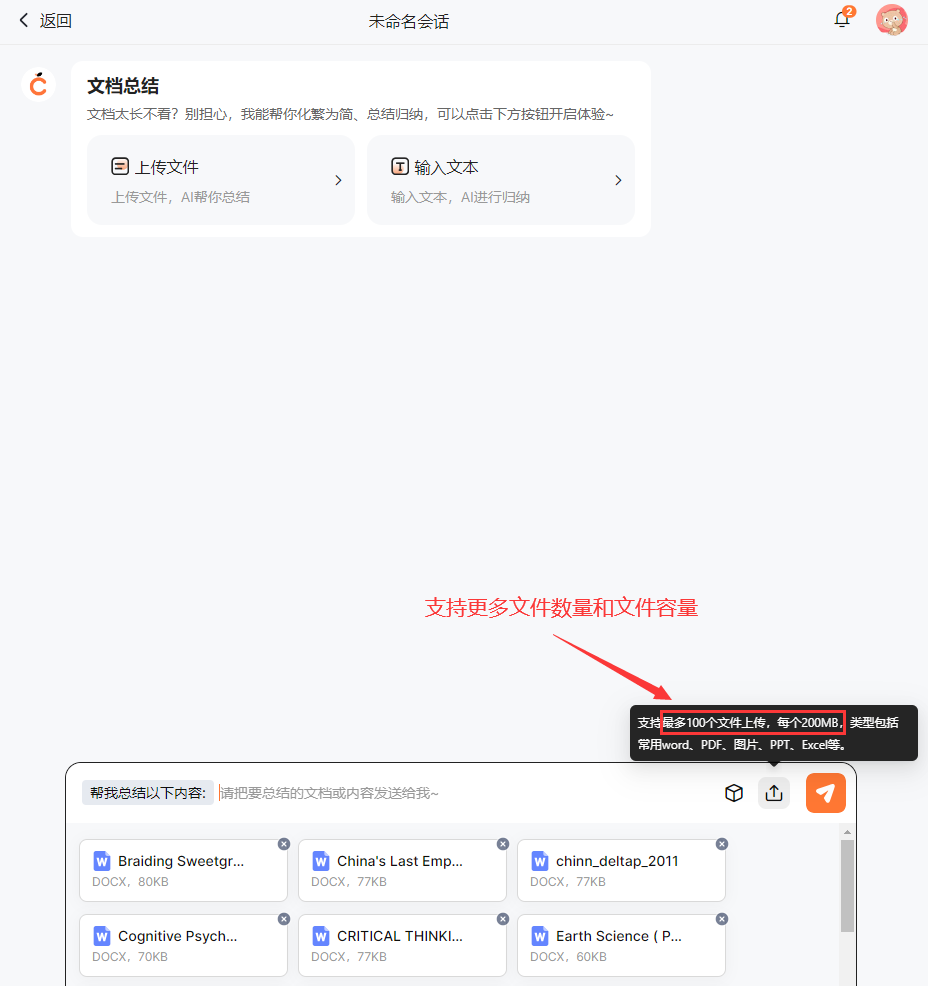 返回
未命名会话
2
文档总结
文档太长不看？别担心，我能帮你化繁为简、总结归纳，可以点击下方按钮开启体验~
上传文件
上传文件，AI帮你总结
输入文本
输入文本，AI进行归纳
支持更多文件数量和文件容量
支持最多100个文件上传，每个200MB，类型包括
常用word、PDF、图片、PPT、Excel等。
帮我总结以下内容:
请把要总结的文档或内容发送给我~
Braiding Sweetgr...
DOCX，80KB
China's Last Emp...
DOCX，77KB
chinn_deltap_2011
DOCX，77KB
Cognitive Psych...
DOCX，70KB
CRITICAL THINKI...
DOCX，77KB
Earth Science ( P...
DOCX，60KB